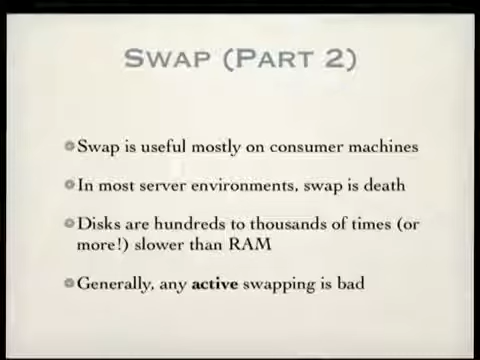 SWAP (PART 2)
Swap is useful mostly on consumer machines
In most server environments, swap is death
Disks are hundreds to thousands of times (or
more!) slower than RAM
Generally, any active swapping is bad